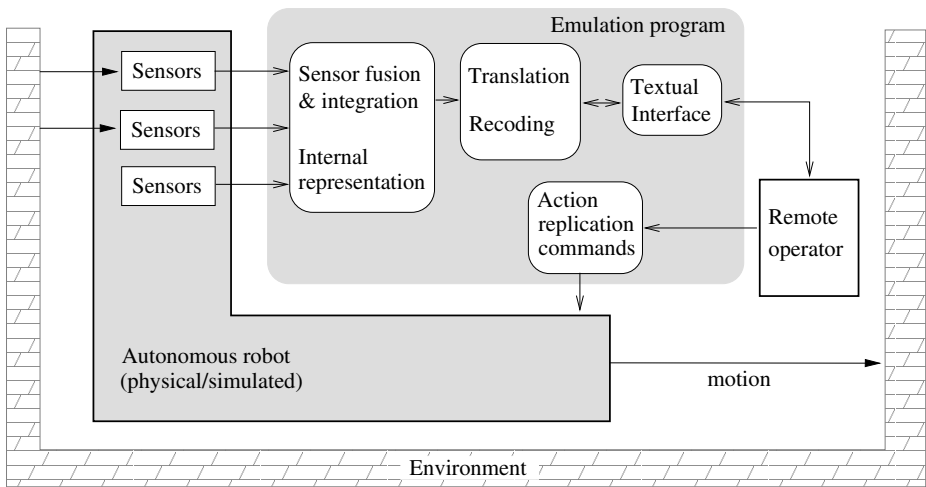 Emulation program
Sensors
Sensor fusion
& integration
Internal
representation
Translation
Recoding
Textual
Interface
Sensors
Sensors
Action
replication
commands
Remote
operator
Autonomous robot
(physical/simulated)
motion
Environment